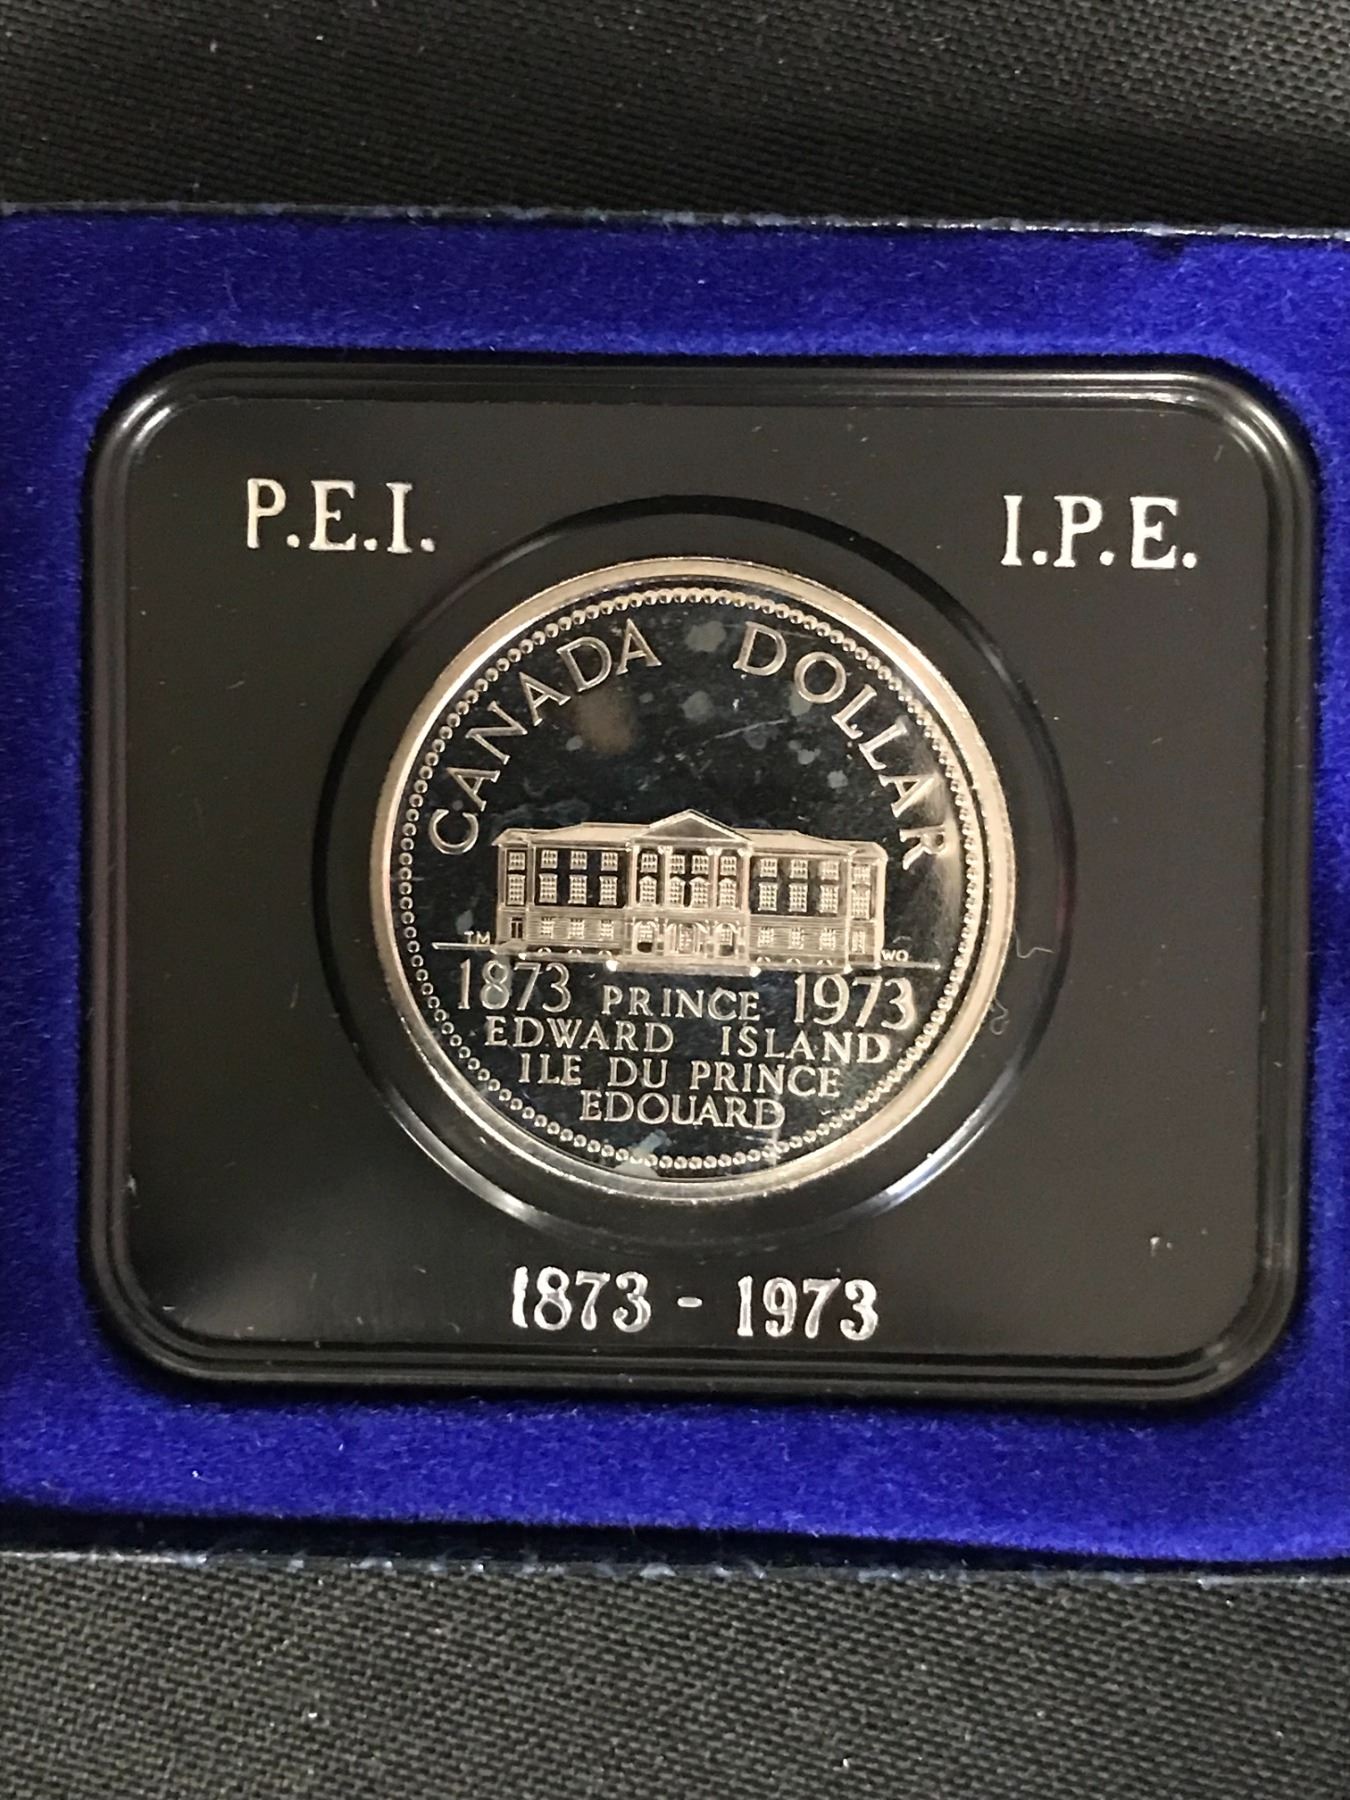 P.E.I. I.P.E.
CANADA DOLLAR
TM WO
1873 PRINCE 1973
EDWARD ISLAND
ILE DU PRINCE
EDOUARD
1873 - 1973